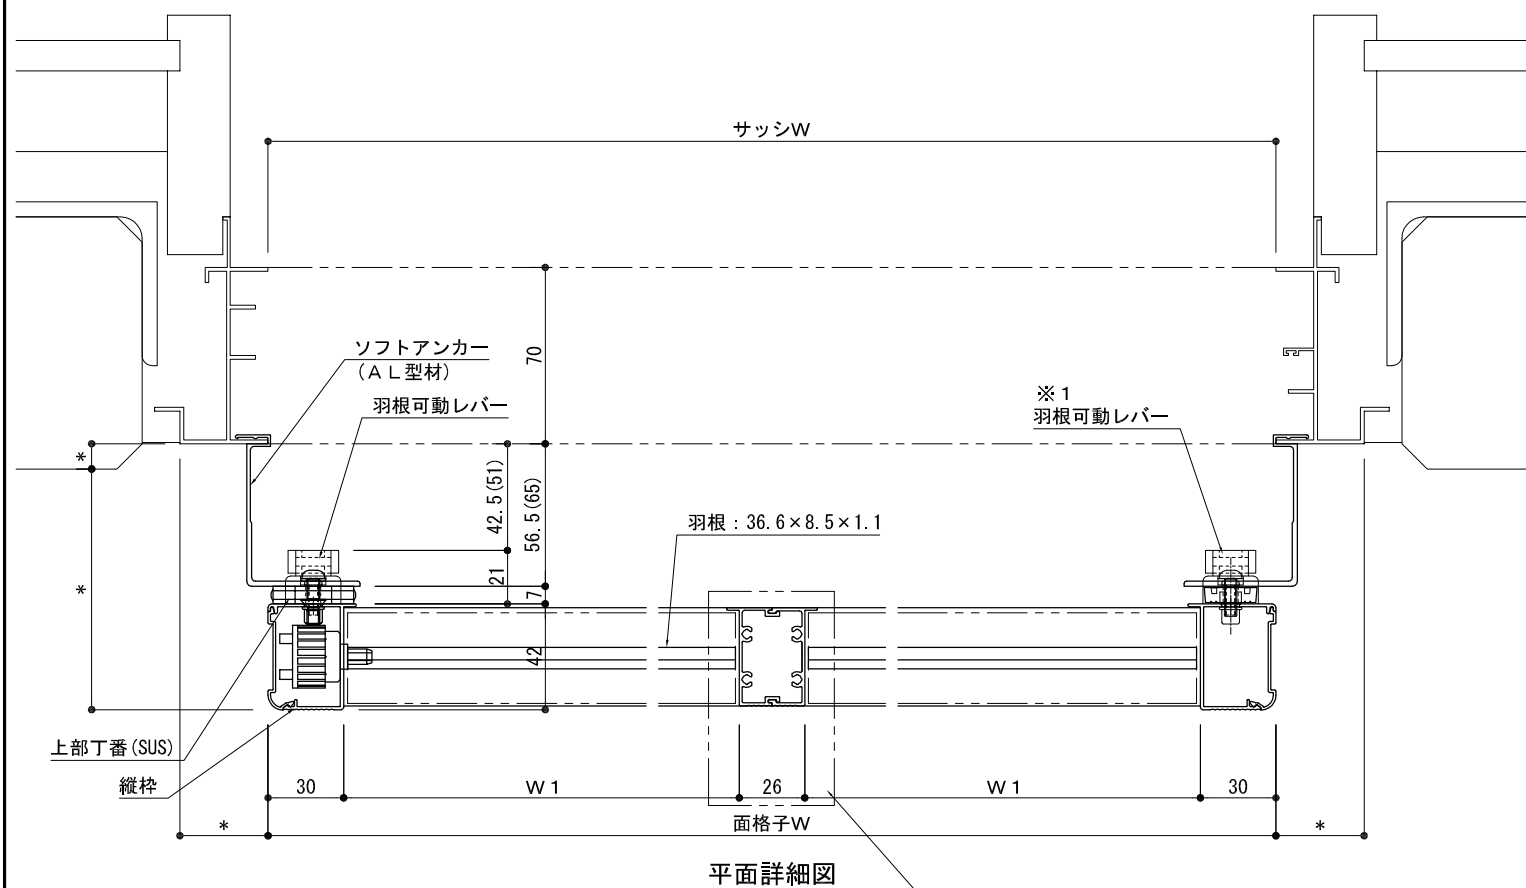 サッシW
ソフトアンカー
(AL型材)
羽根可動レバー
70
※1
羽根可動レバー
*
42.5(51)
56.5(65)
羽根：36.6×8.5×1.1
*
21
7
42
上部丁番(SUS)
縦枠
30
W1
26
W1
30
*
面格子W
*
平面詳細図